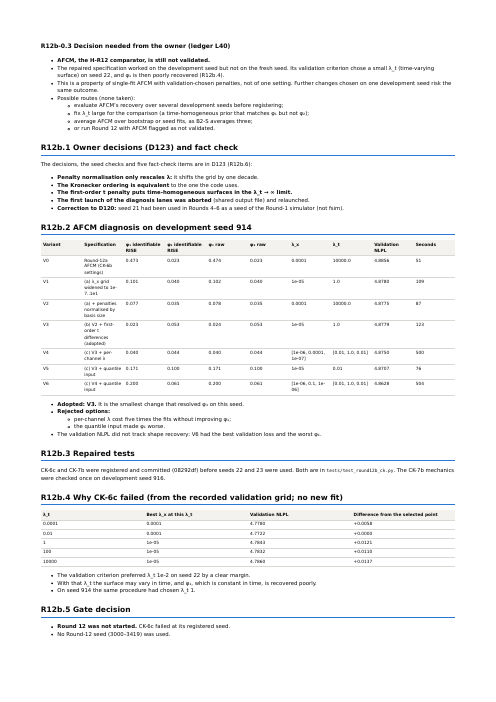 R12b-0.3 Decision needed from the owner (ledger L40)
• AFCM, the H-R12 comparator, is still not validated.
• The repaired specification worked on the development seed but not on the fresh seed. Its validation criterion chose a small λ_t (time-varying
surface) on seed 22, and φ₁ is then poorly recovered (R12b.4).
• This is a property of single-fit AFCM with validation-chosen penalties, not of one setting. Further changes chosen on one development seed risk the
same outcome.
• Possible routes (none taken):
evaluate AFCM's recovery over several development seeds before registering;
fix λ_t large for the comparison (a time-homogeneous prior that matches φ₁ but not φ₂);
average AFCM over bootstrap or seed fits, as B2-S averages three;
or run Round 12 with AFCM flagged as not validated.
R12b.1 Owner decisions (D123) and fact check
The decisions, the seed checks and five fact-check items are in D123 (R12b.6):
• Penalty normalisation only rescales λ: it shifts the grid by one decade.
• The Kronecker ordering is equivalent to the one the code uses.
• The first-order t penalty puts time-homogeneous surfaces in the λ_t → ∞ limit.
• The first launch of the diagnosis lanes was aborted (shared output file) and relaunched.
• Correction to D120: seed 21 had been used in Rounds 4–6 as a seed of the Round-1 simulator (not fsim).
R12b.2 AFCM diagnosis on development seed 914
Variant Specification φ₁ identifiable RISE φ₂ identifiable RISE φ₁ raw φ₂ raw λ_x λ_t Validation NLPL Seconds
V0 Round-12a AFCM (CK-6b settings) 0.473 0.023 0.474 0.023 0.0001 10000.0 4.8856 51
V1 (a) λ_x grid widened to 1e-7..1e1 0.101 0.040 0.102 0.040 1e-05 1.0 4.8780 109
V2 (a) + penalties normalised by basis size 0.077 0.035 0.078 0.035 0.0001 10000.0 4.8775 87
V3 (b) V2 + first-order t differences (adopted) 0.023 0.053 0.024 0.053 1e-05 1.0 4.8779 123
V4 (c) V3 + per-channel λ 0.040 0.044 0.040 0.044 [1e-06, 0.0001, 1e-07] [0.01, 1.0, 0.01] 4.8750 500
V5 (c) V3 + quantile input 0.171 0.100 0.171 0.100 1e-05 0.01 4.8707 76
V6 (c) V4 + quantile input 0.200 0.061 0.200 0.061 [1e-06, 0.1, 1e-06] [0.01, 1.0, 0.01] 4.8628 504
• Adopted: V3. It is the smallest change that resolved φ₁ on this seed.
• Rejected options:
per-channel λ cost five times the fits without improving φ₁;
the quantile input made φ₁ worse.
• The validation NLPL did not track shape recovery: V6 had the best validation loss and the worst φ₁.
R12b.3 Repaired tests
CK-6c and CK-7b were registered and committed (08292df) before seeds 22 and 23 were used. Both are in tests/test_round12b_ck.py. The CK-7b mechanics
were checked once on development seed 916.
R12b.4 Why CK-6c failed (from the recorded validation grid; no new fit)
λ_t Best λ_x at this λ_t Validation NLPL Difference from the selected point
0.0001 0.0001 4.7780 +0.0058
0.01 0.0001 4.7722 +0.0000
1 1e-05 4.7843 +0.0121
100 1e-05 4.7832 +0.0110
10000 1e-05 4.7860 +0.0137
• The validation criterion preferred λ_t 1e-2 on seed 22 by a clear margin.
• With that λ_t the surface may vary in time, and φ₁, which is constant in time, is recovered poorly.
• On seed 914 the same procedure had chosen λ_t 1.
R12b.5 Gate decision
• Round 12 was not started. CK-6c failed at its registered seed.
• No Round-12 seed (3000–3419) was used.